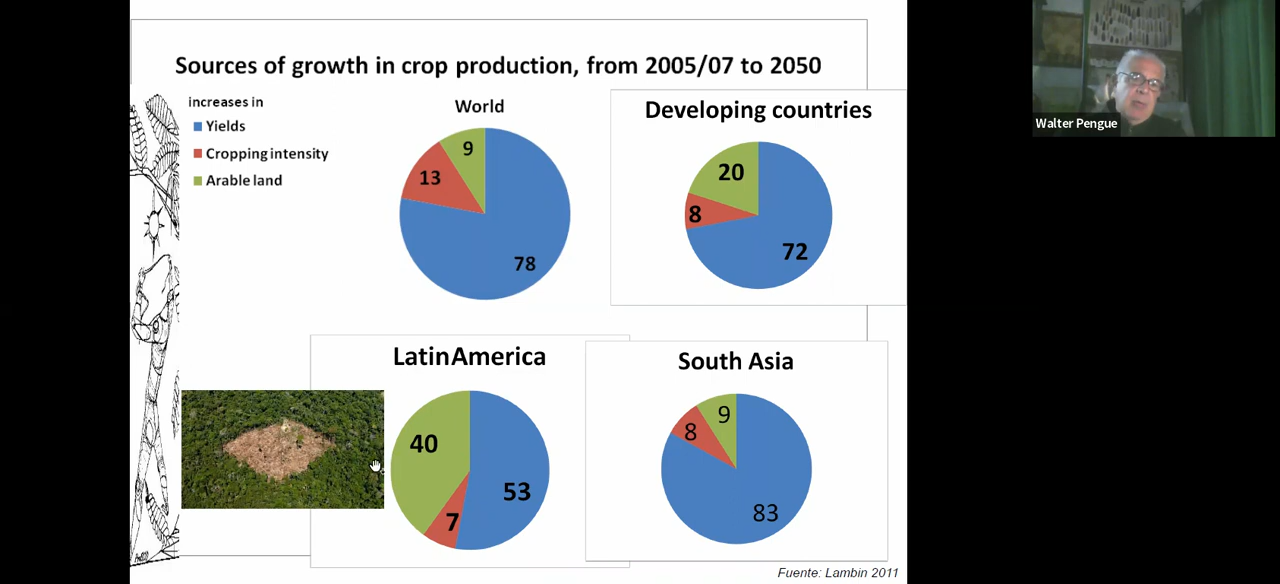 Sources of growth in crop production, from 2005/07 to 2050
increases in
Yields
Cropping intensity
Arable land
World
9
13
78
Developing countries
20
8
72
LatinAmerica
40
53
7
South Asia
9
8
83
Fuente: Lambin 2011
Walter Pengue